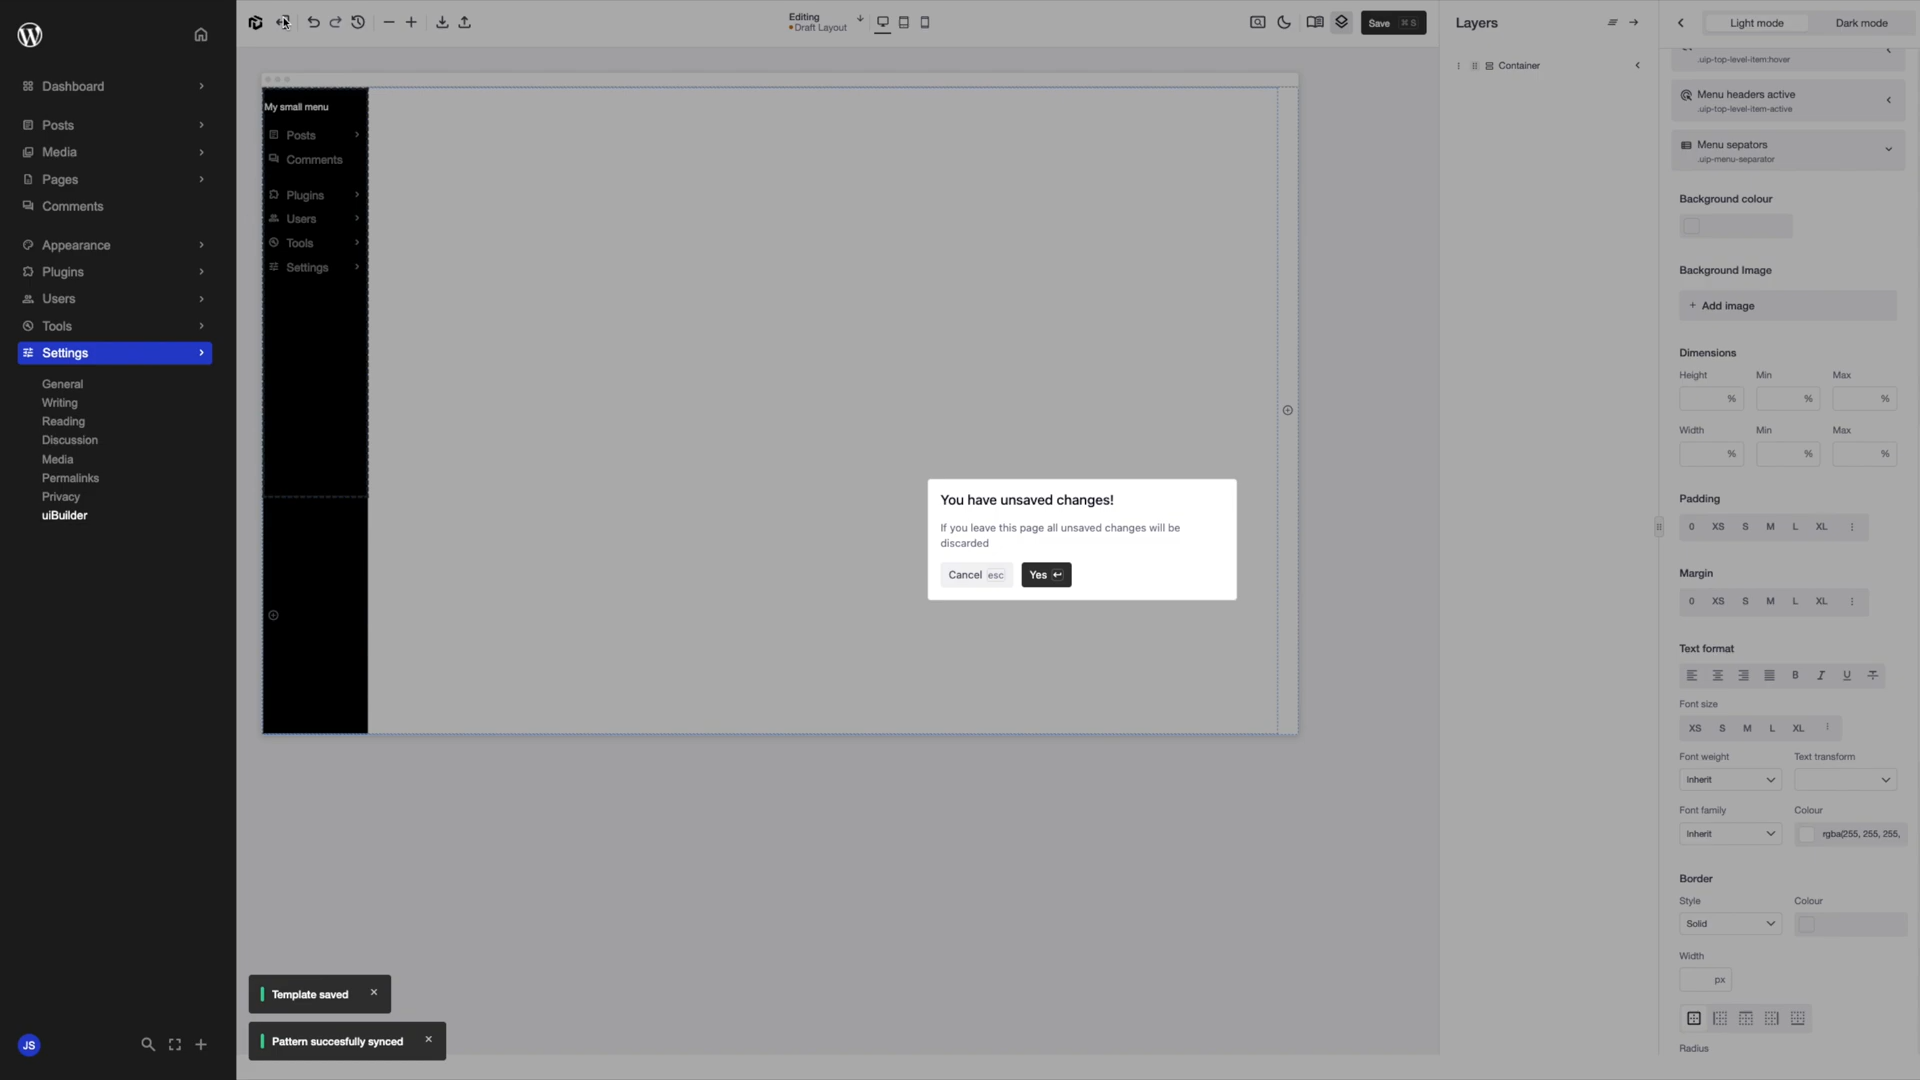 Dashboard
Posts
Media
Pages
Comments
Appearance
Plugins
Users
Tools
Settings
General
Writing
Reading
Discussion
Media
Permalinks
Privacy
uiBuilder
JS
Editing
Draft Layout
Save ⌘ S
My small menu
Posts
Comments
Plugins
Users
Tools
Settings
You have unsaved changes!
If you leave this page all unsaved changes will be
discarded
Cancel esc
Yes
Template saved
Pattern succesfully synced
Layers
Container
Light mode
Dark mode
.uip-top-level-item:hover
Menu headers active
.uip-top-level-item-active
Menu sepators
.uip-menu-separator
Background colour
Background Image
+ Add image
Dimensions
Height Min Max
% % %
Width Min Max
% % %
Padding
0 XS S M L XL
Margin
0 XS S M L XL
Text format
B I U T
Font size
XS S M L XL
Font weight Text transform
Inherit
Font family Colour
Inherit rgba(255, 255, 255,
Border
Style Colour
Solid
Width
px
Radius